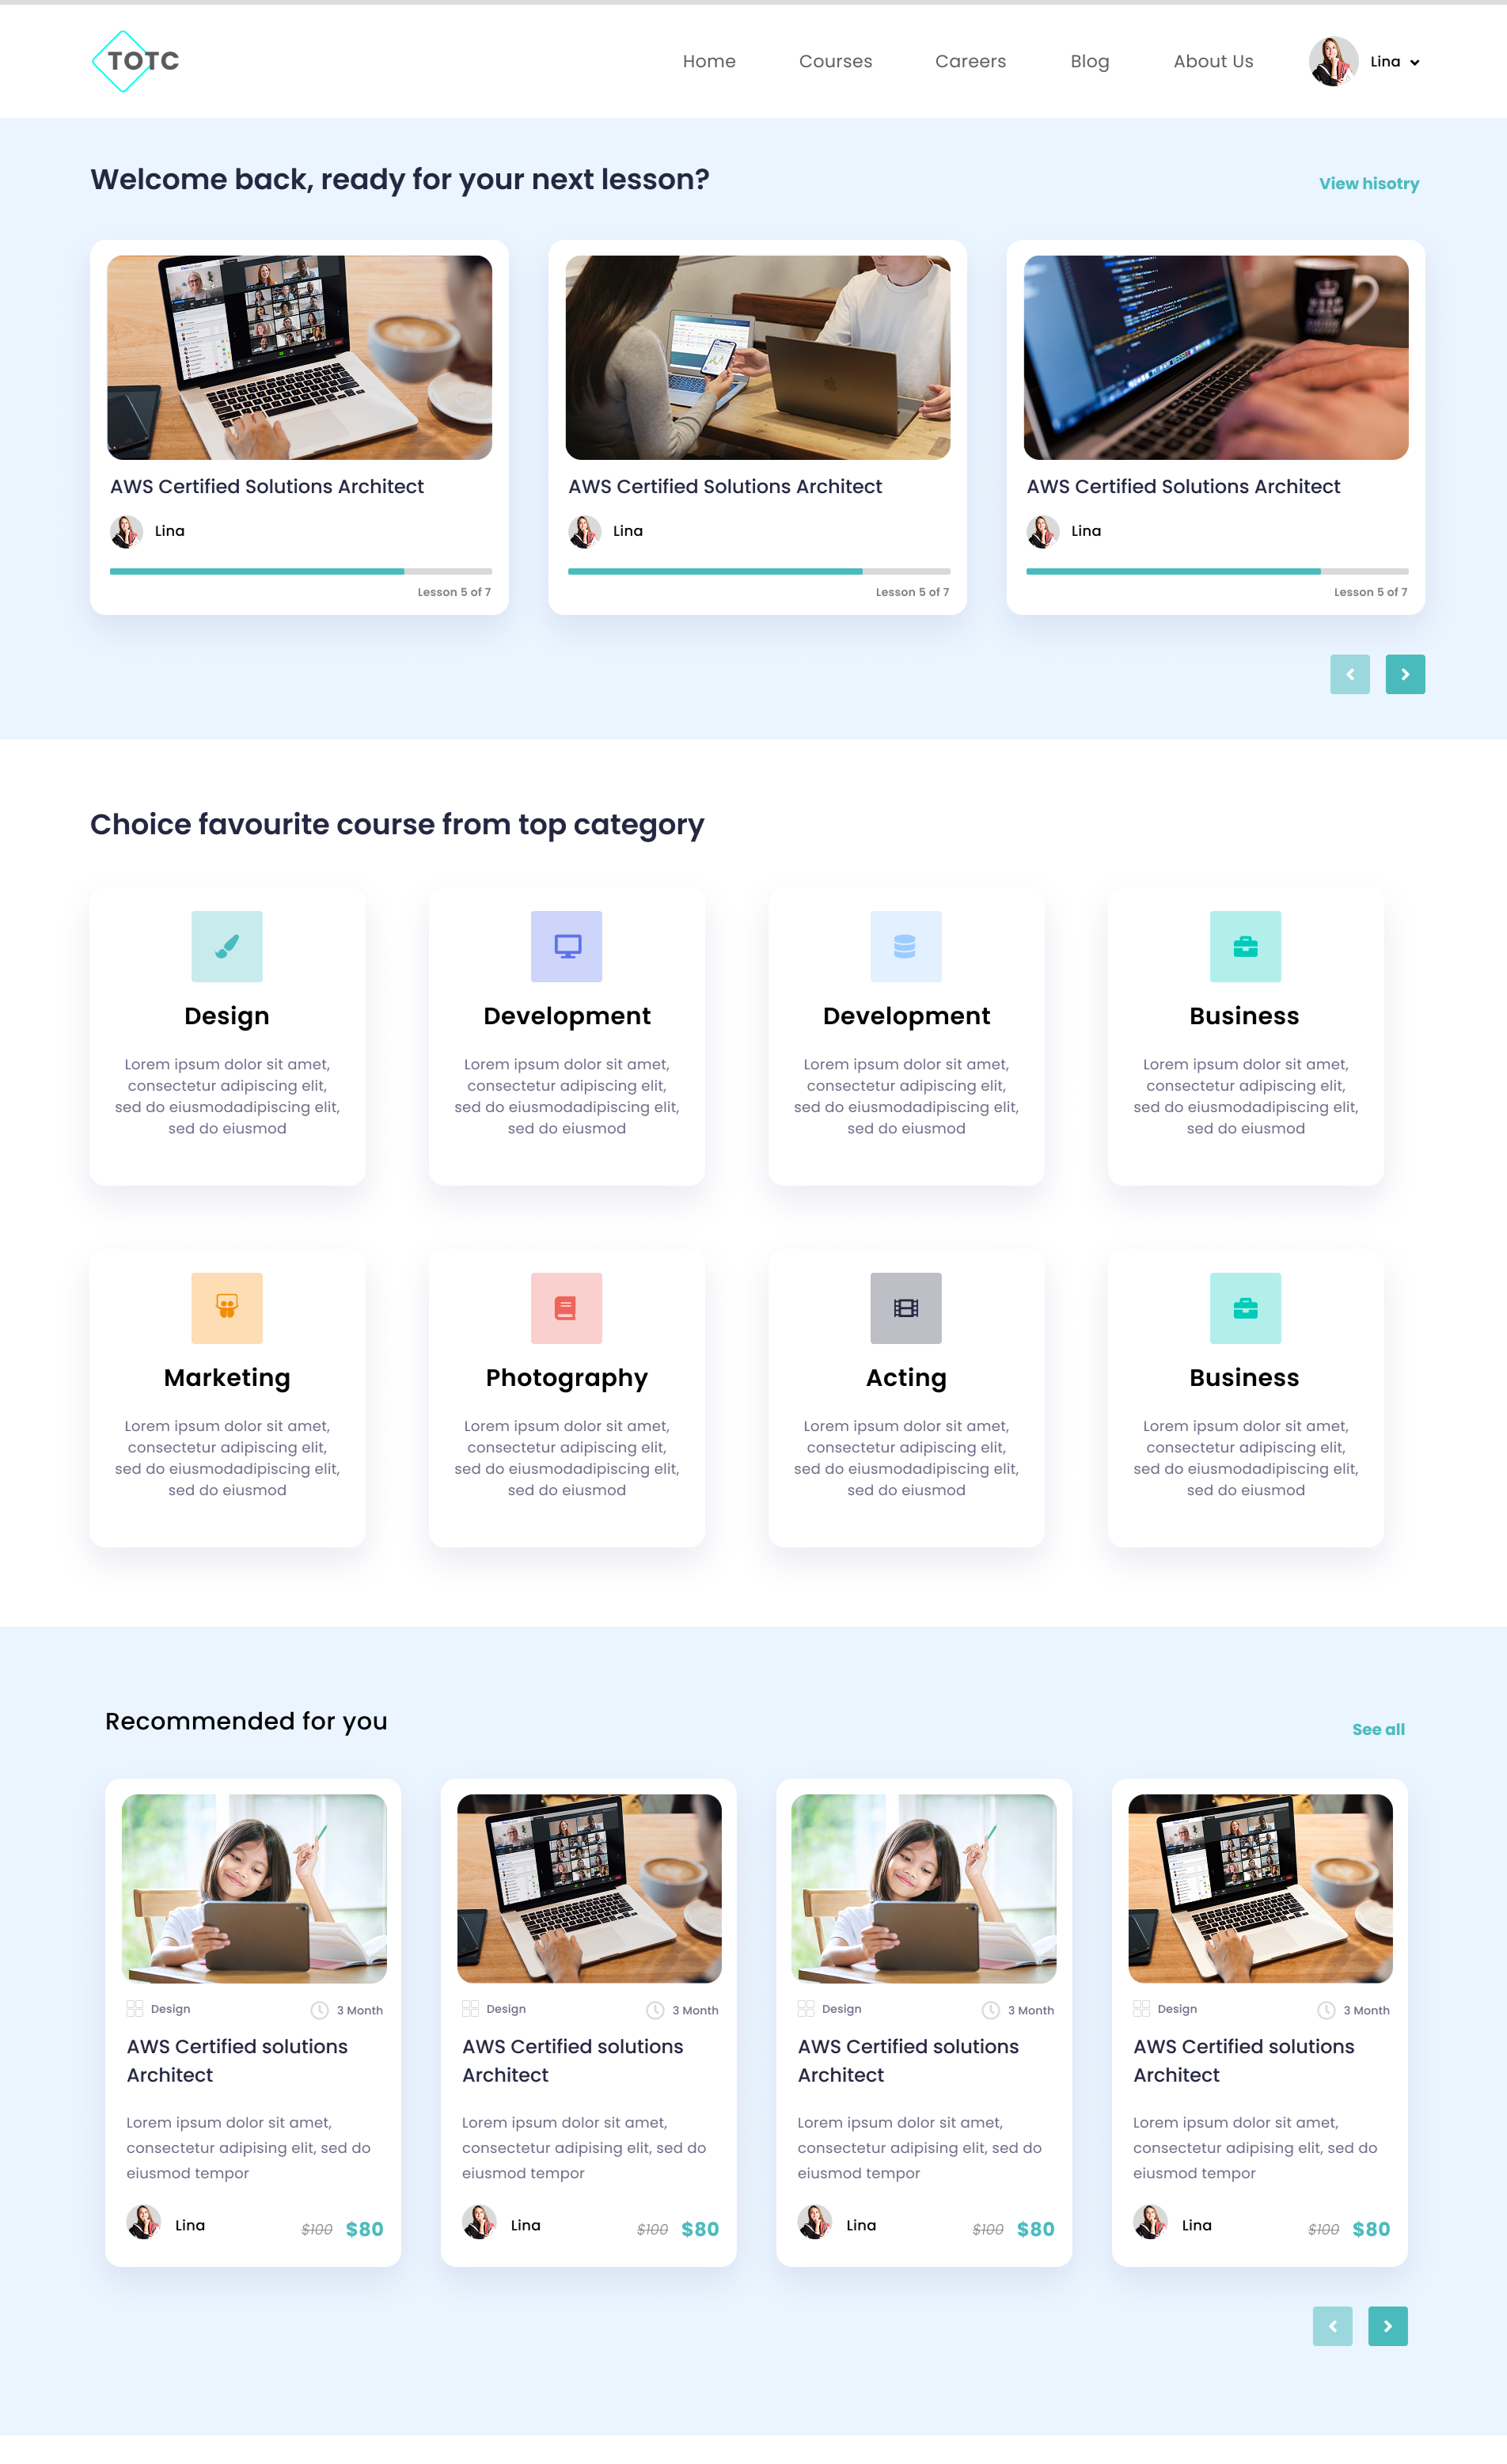 TOTC
Home Courses Careers Blog About Us Lina
Welcome back, ready for your next lesson?
View hisotry
AWS Certified Solutions Architect
Lina
Lesson 5 of 7
AWS Certified Solutions Architect
Lina
Lesson 5 of 7
KEEP
CALM
AWS Certified Solutions Architect
Lina
Lesson 5 of 7
Choice favourite course from top category
Design
Lorem ipsum dolor sit amet,
consectetur adipiscing elit,
sed do eiusmodadipiscing elit,
sed do eiusmod
Development
Lorem ipsum dolor sit amet,
consectetur adipiscing elit,
sed do eiusmodadipiscing elit,
sed do eiusmod
Development
Lorem ipsum dolor sit amet,
consectetur adipiscing elit,
sed do eiusmodadipiscing elit,
sed do eiusmod
Business
Lorem ipsum dolor sit amet,
consectetur adipiscing elit,
sed do eiusmodadipiscing elit,
sed do eiusmod
Marketing
Lorem ipsum dolor sit amet,
consectetur adipiscing elit,
sed do eiusmodadipiscing elit,
sed do eiusmod
Photography
Lorem ipsum dolor sit amet,
consectetur adipiscing elit,
sed do eiusmodadipiscing elit,
sed do eiusmod
Acting
Lorem ipsum dolor sit amet,
consectetur adipiscing elit,
sed do eiusmodadipiscing elit,
sed do eiusmod
Business
Lorem ipsum dolor sit amet,
consectetur adipiscing elit,
sed do eiusmodadipiscing elit,
sed do eiusmod
Recommended for you
See all
Design 3 Month
AWS Certified solutions
Architect
Lorem ipsum dolor sit amet,
consectetur adipising elit, sed do
eiusmod tempor
Lina $100 $80
Design 3 Month
AWS Certified solutions
Architect
Lorem ipsum dolor sit amet,
consectetur adipising elit, sed do
eiusmod tempor
Lina $100 $80
Design 3 Month
AWS Certified solutions
Architect
Lorem ipsum dolor sit amet,
consectetur adipising elit, sed do
eiusmod tempor
Lina $100 $80
Design 3 Month
AWS Certified solutions
Architect
Lorem ipsum dolor sit amet,
consectetur adipising elit, sed do
eiusmod tempor
Lina $100 $80